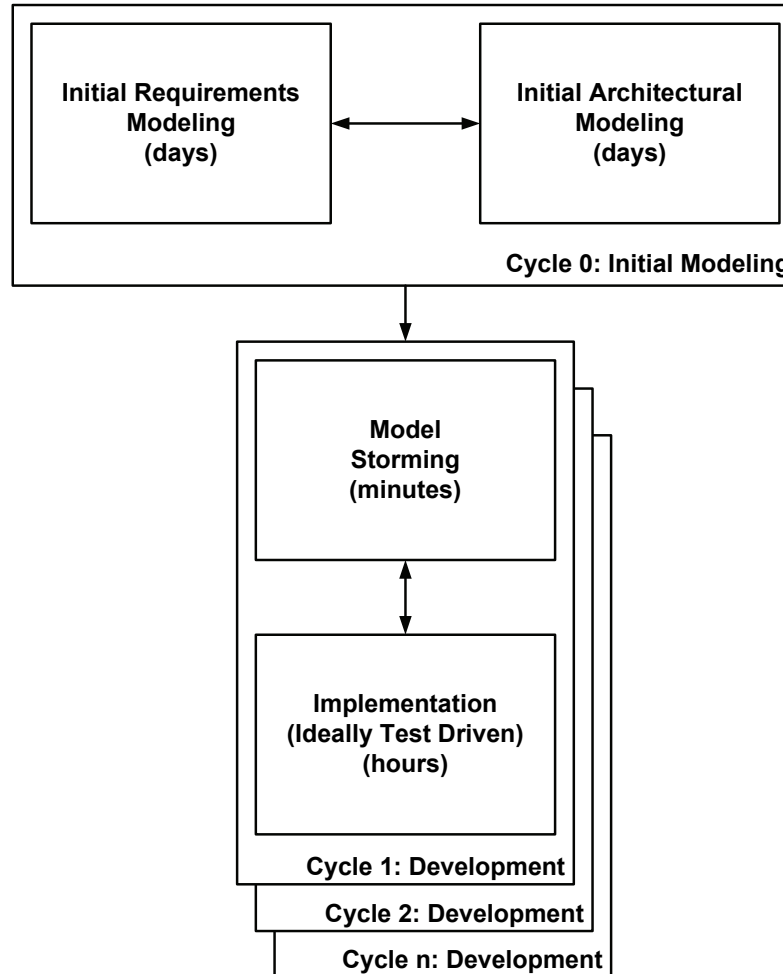 Initial Requirements
Modeling
(days)
Initial Architectural
Modeling
(days)
Cycle 0: Initial Modeling
Model
Storming
(minutes)
Implementation
(Ideally Test Driven)
(hours)
Cycle 1: Development
Cycle 2: Development
Cycle n: Development